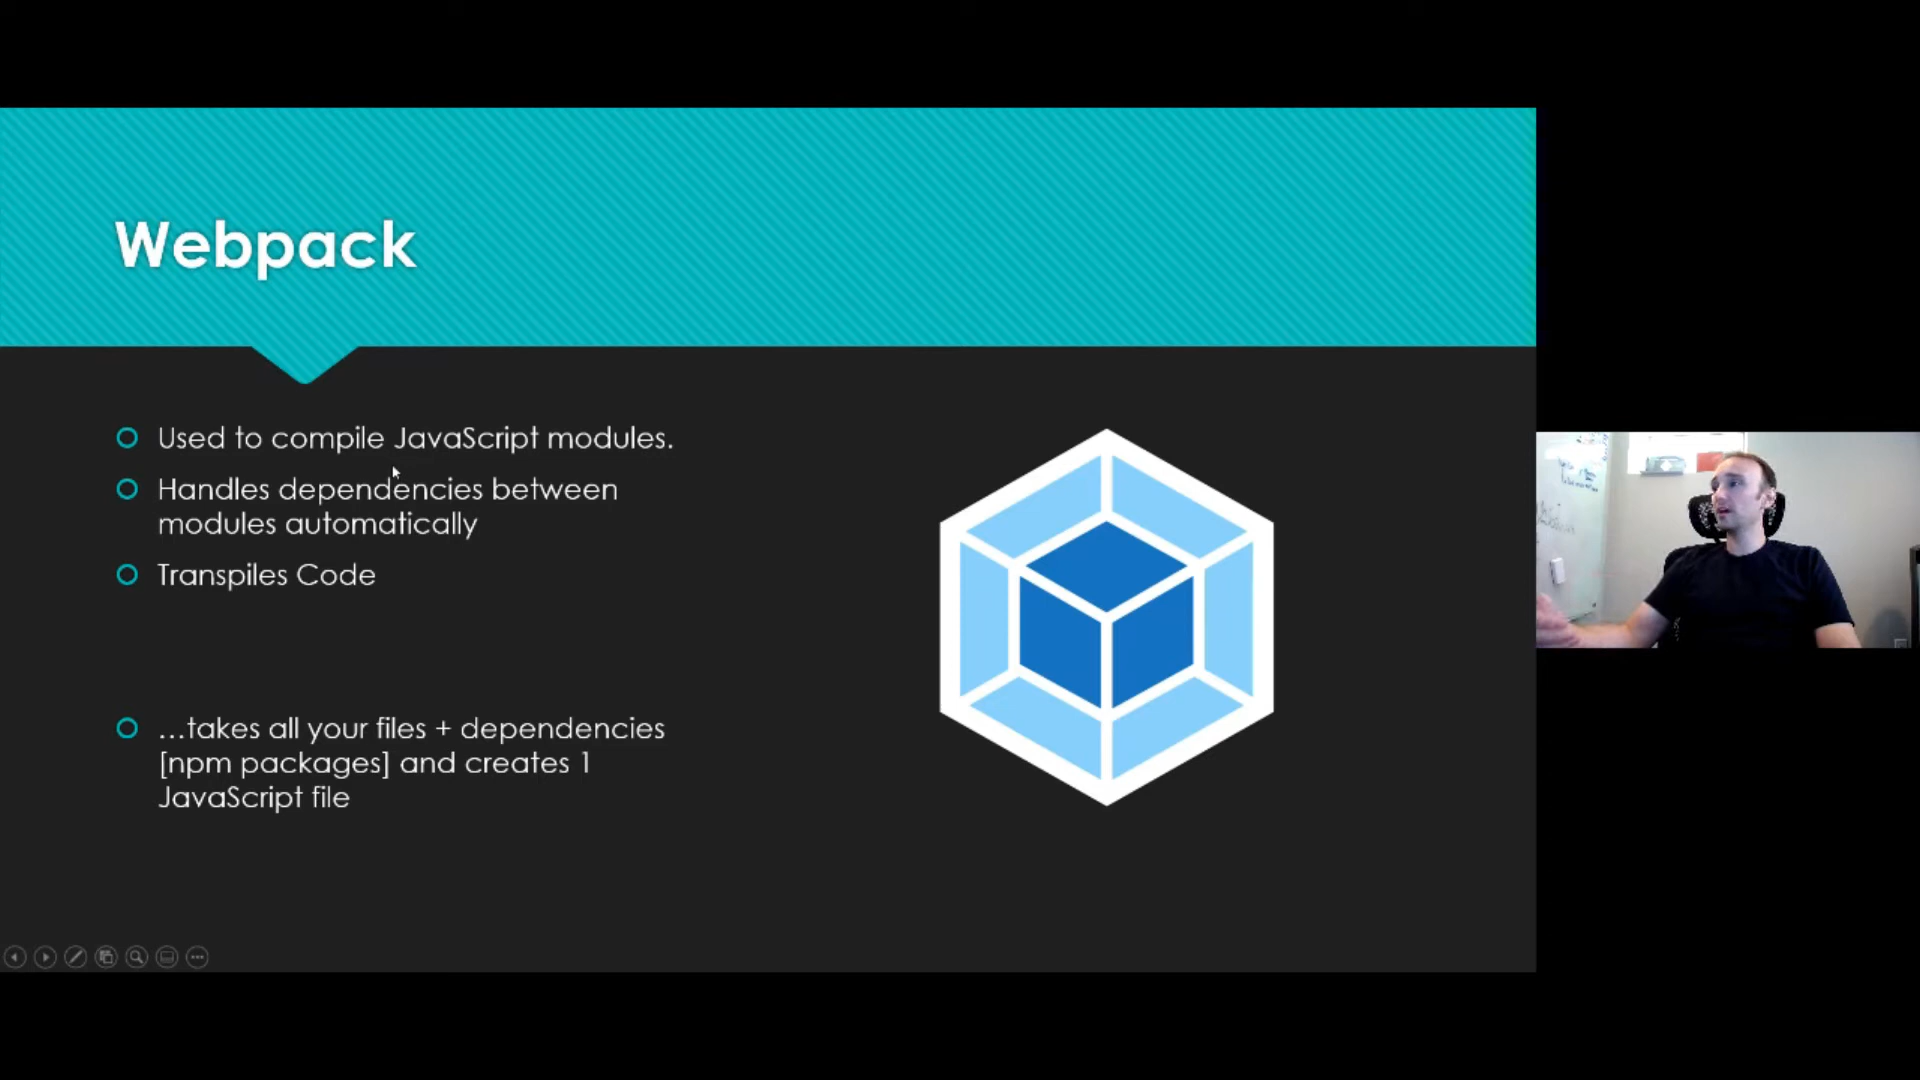 Webpack
Used to compile JavaScript modules.
Handles dependencies between
modules automatically
Transpiles Code
...takes all your files + dependencies
[npm packages] and creates 1
JavaScript file